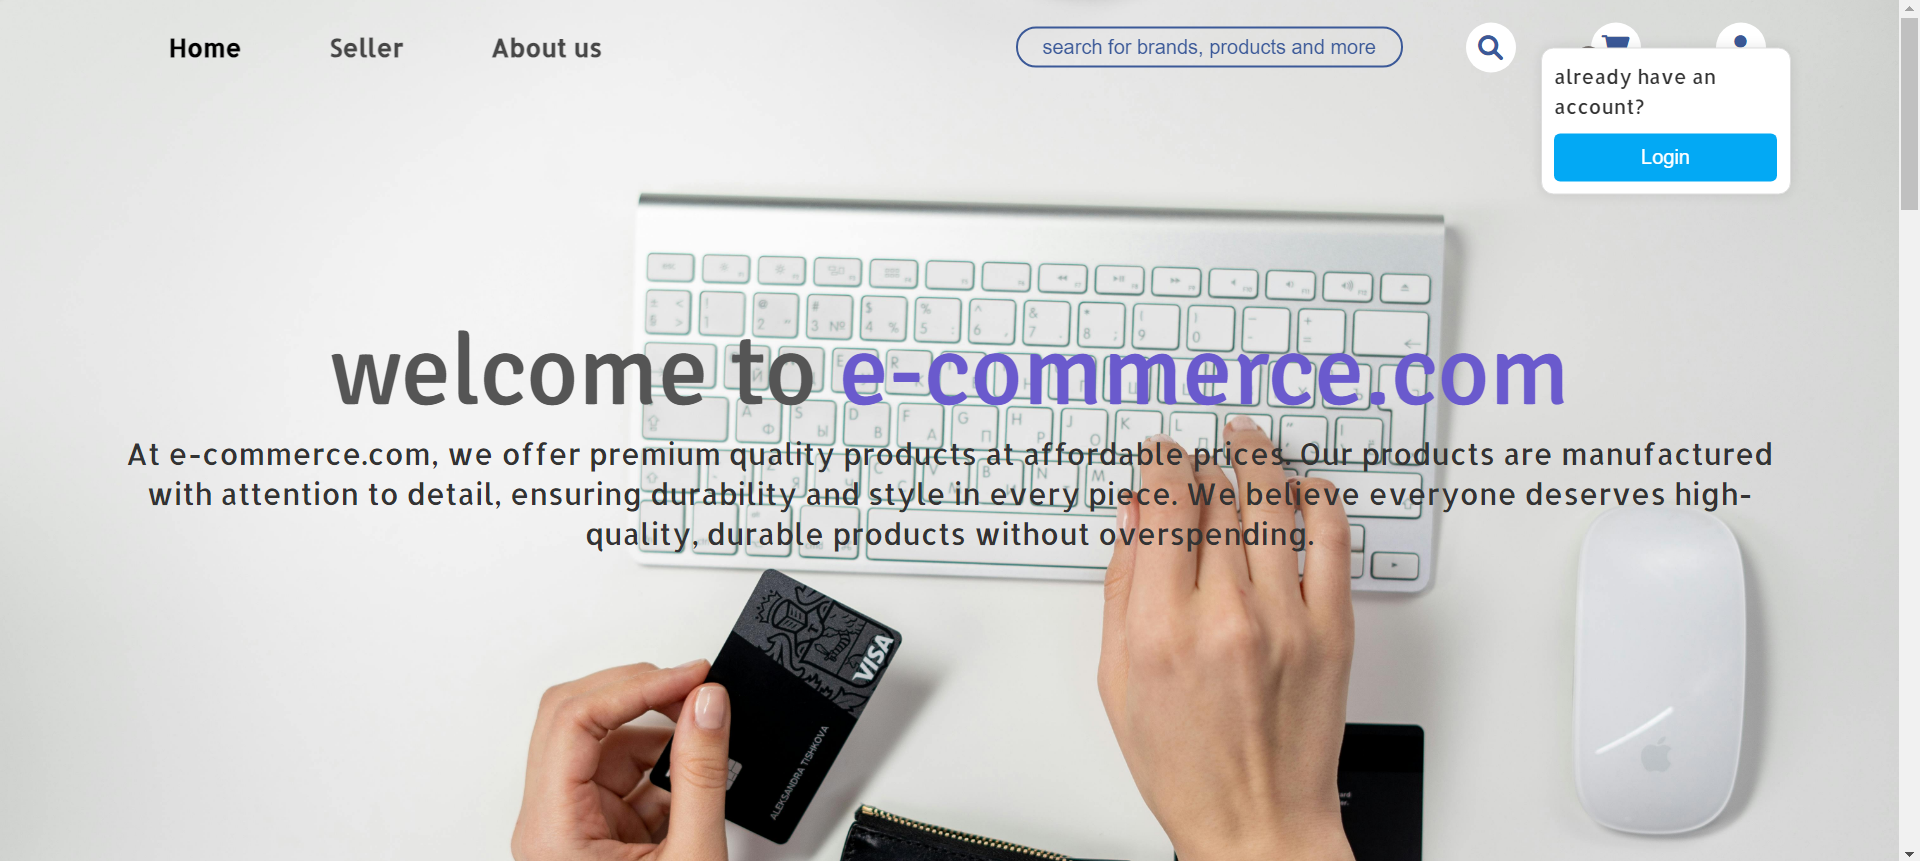 Home
Seller
About us
search for brands, products and more
already have an
account?
Login
welcome to e-commerce.com
At e-commerce.com, we offer premium quality products at affordable prices. Our products are manufactured
with attention to detail, ensuring durability and style in every piece. We believe everyone deserves high-
quality, durable products without overspending.
VISA
ALEKSANDRA TISHKOVA